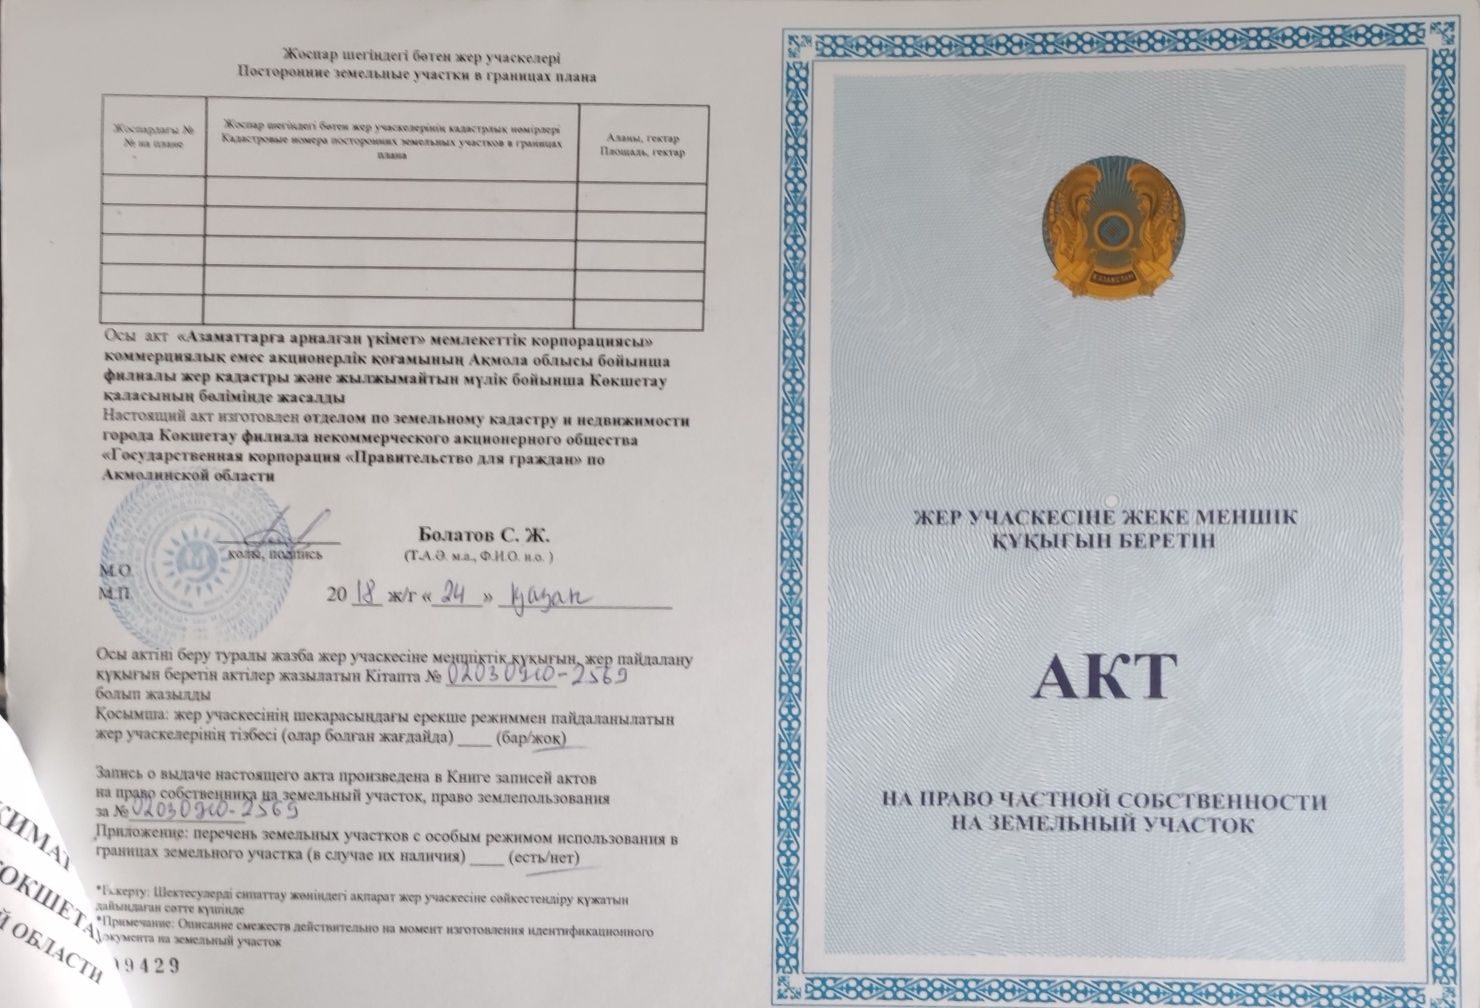 Жоспар шегіндегі бөтен жер учаскелері
Посторонние земельные участки в границах плана
Жоспардағы №
№ на плане
Жоспар шегіндегі бөтен жер учаскелерінің кадастрлық нөмірлері
Кадастровые номера посторонних земельных участков в границах
плана
Аланы, гектар
Площадь, гектар
Осы акт «Азаматтарға арналған үкімет» мемлекеттік корпорациясы»
коммерциялық емес акционерлік қоғамының Ақмола облысы бойынша
филиалы жер кадастры және жылжымайтын мүлік бойынша Көкшетау
қаласының бөлімінде жасалды
Настоящий акт изготовлен отделом по земельному кадастру и недвижимости
города Кокшетау филиала некоммерческого акционерного общества
«Государственная корпорация «Правительство для граждан» по
Акмолинской области
Болатов С. Ж.
қолы, подпись
(Т.А.Ә. м.а., Ф.И.О. и.о. )
М.О.
М.П.
20 18 ж/г « 24 » қазан
Осы актіні беру туралы жазба жер учаскесіне меншіктік құқығын, жер пайдалану
құқығын беретін актілер жазылатын Кітапта № -2569
болып жазылды
Қосымша: жер учаскесінің шекарасындағы ерекше режиммен пайдаланылатын
жер учаскелерінің тізбесі (олар болған жағдайда) ____ (бар/жоқ)
Запись о выдаче настоящего акта произведена в Книге записей актов
на право собственника на земельный участок, право землепользования
за № -2569
Приложение: перечень земельных участков с особым режимом использования в
границах земельного участка (в случае их наличия) ____ (есть/нет)
*Ескерту: Шектесулерді сипаттау жөніндегі ақпарат жер учаскесіне сәйкестендіру құжатын
дайындаған сәтте күшінде
*Примечание: Описание смежеств действительно на момент изготовления идентификационного
документа на земельный участок
9429
ОБЛАСТИ
ҚАЗАҚСТАН
ЖЕР УЧАСКЕСІНЕ ЖЕКЕ МЕНШІК
ҚҰҚЫҒЫН БЕРЕТІН
АКТ
НА ПРАВО ЧАСТНОЙ СОБСТВЕННОСТИ
НА ЗЕМЕЛЬНЫЙ УЧАСТОК